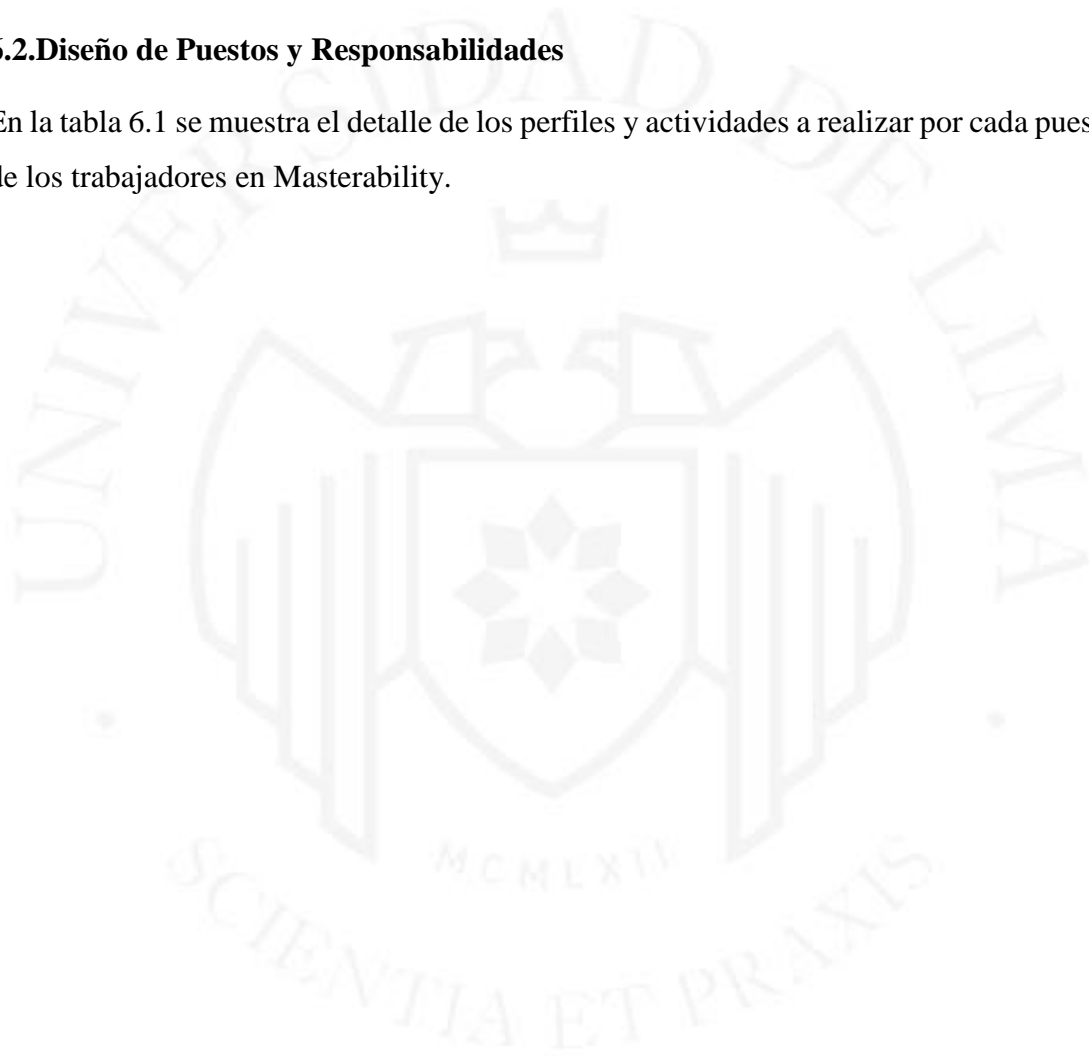 6.2.Diseño de Puestos y Responsabilidades
En la tabla 6.1 se muestra el detalle de los perfiles y actividades a realizar por cada pues
de los trabajadores en Masterability.
UNIVERSIDAD DE LIMA
MCMLXII
SCIENTIA ET PRAXIS